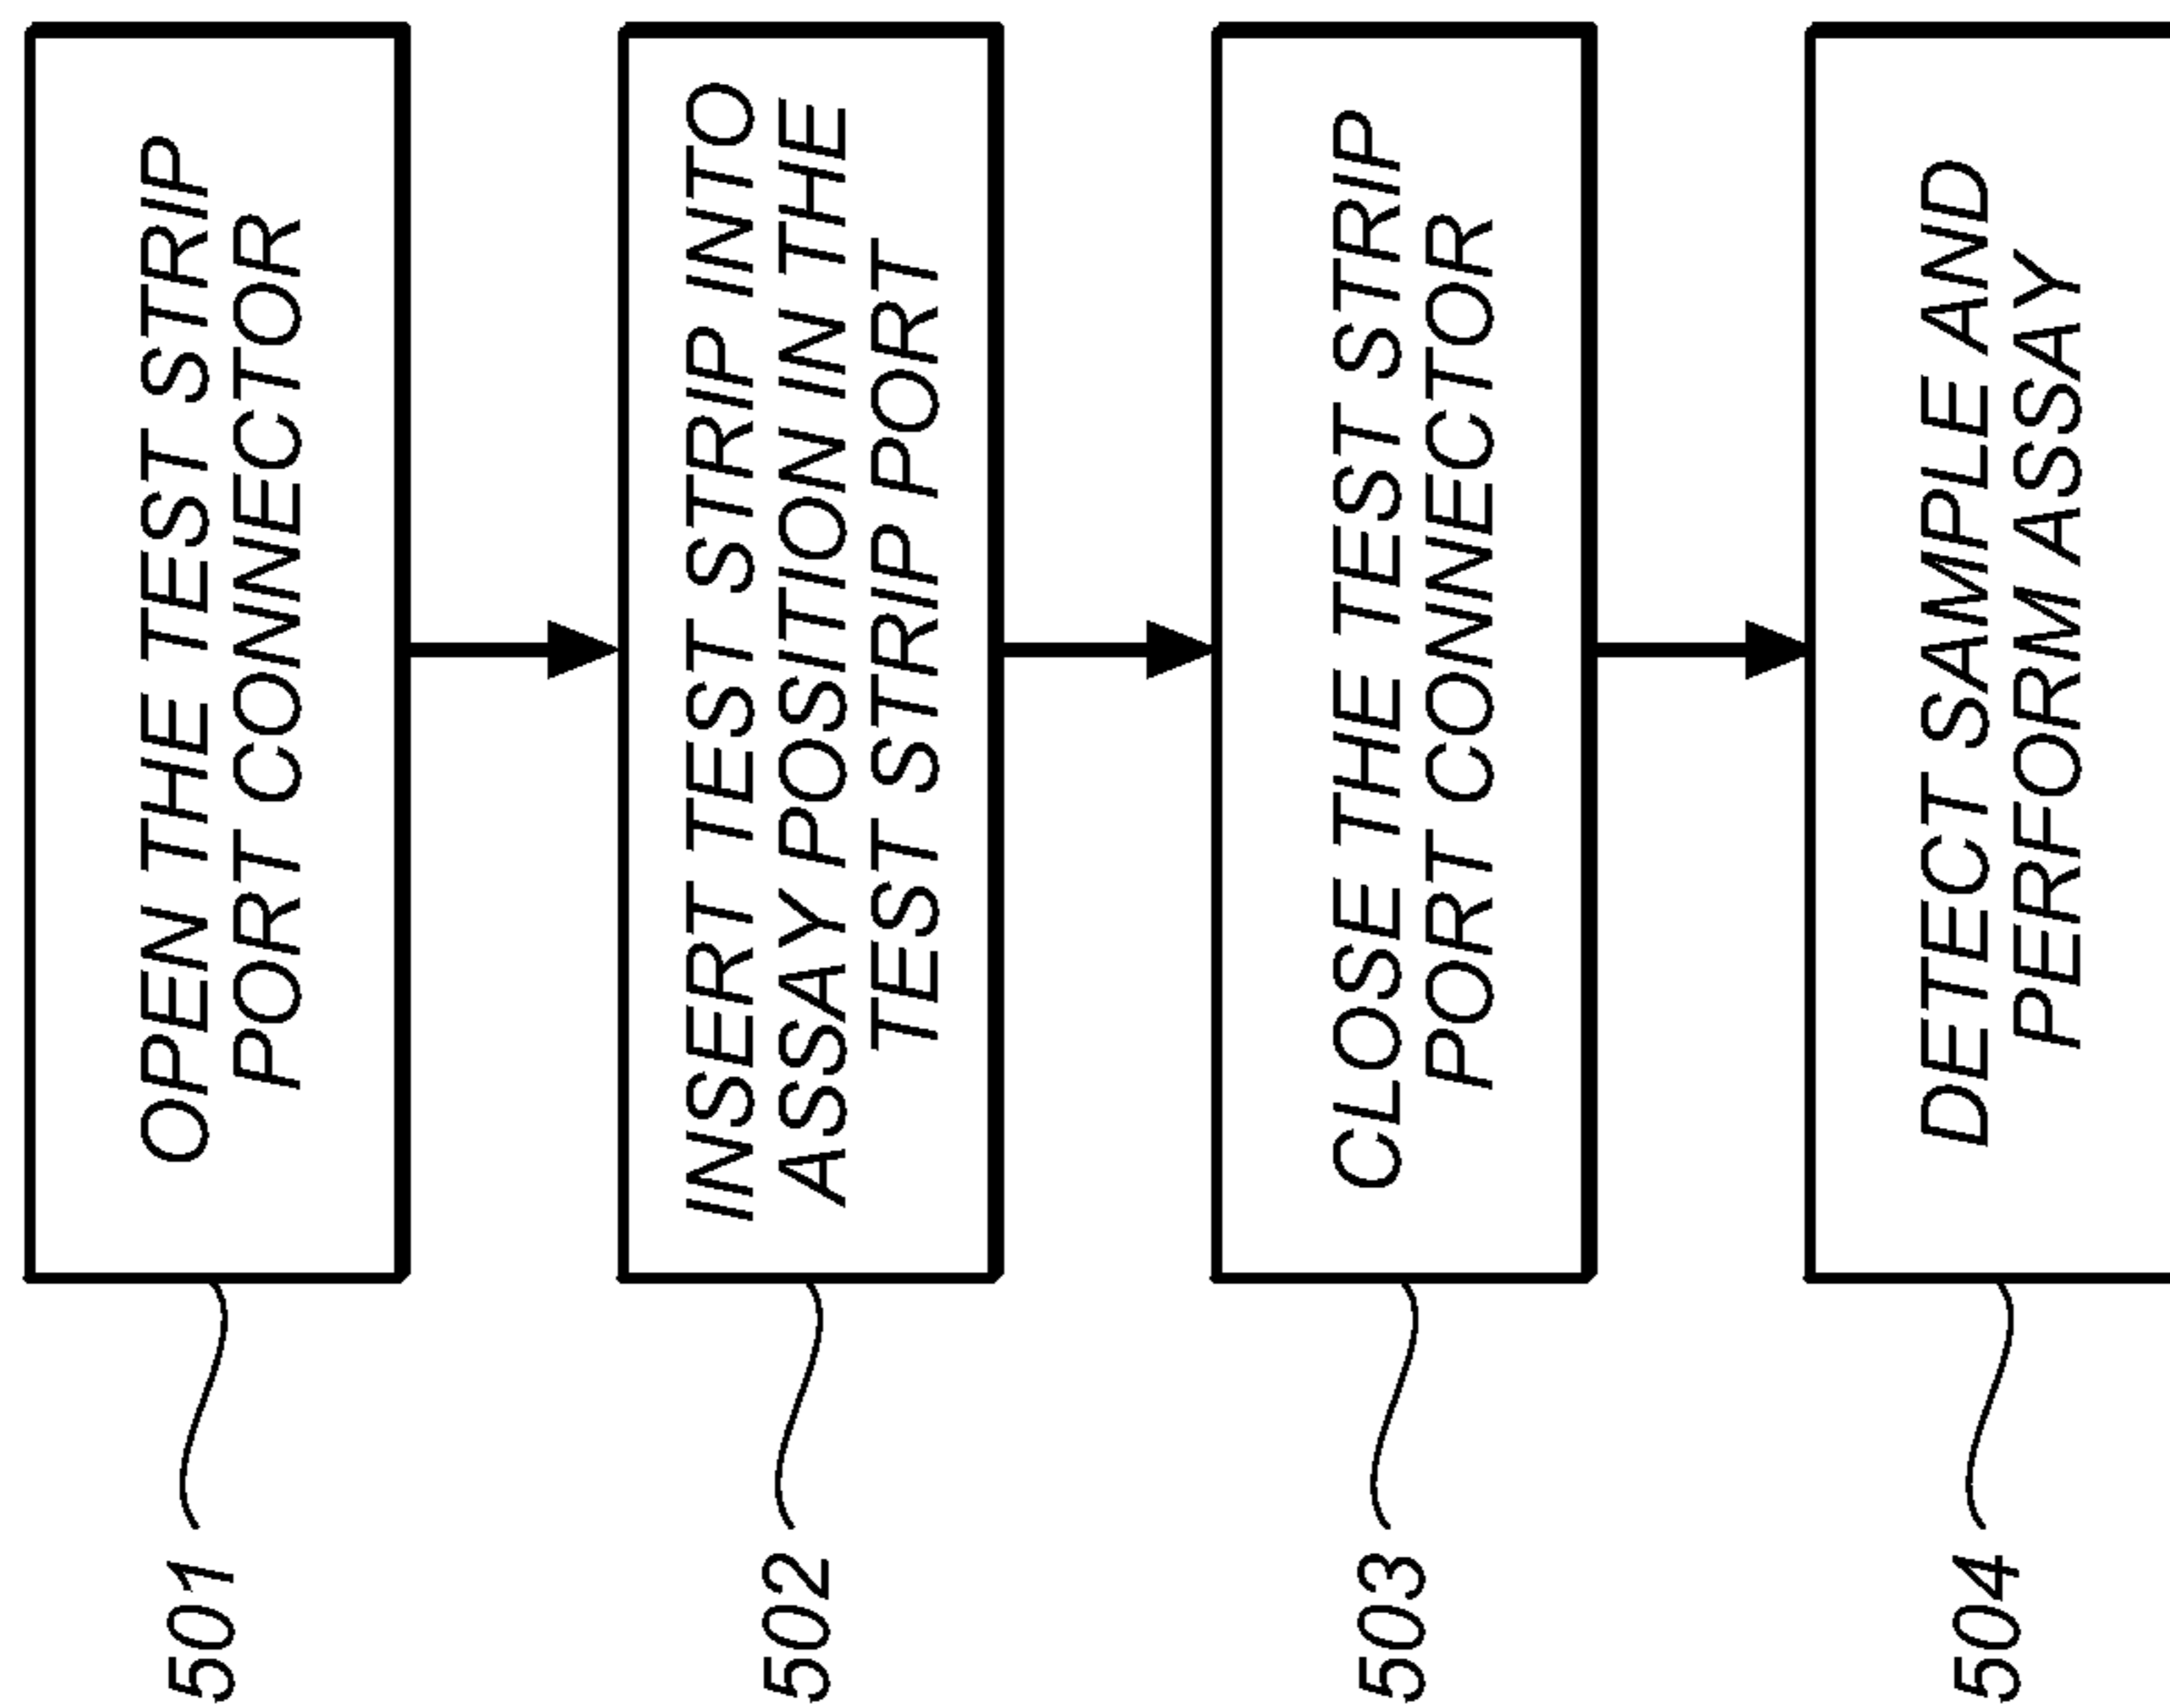 501
OPEN THE TEST STRIP
PORT CONNECTOR
502
INSERT TEST STRIP INTO
ASSAY POSITION IN THE
TEST STRIP PORT
503
CLOSE THE TEST STRIP
PORT CONNECTOR
504
DETECT SAMPLE AND
PERFORM ASSAY